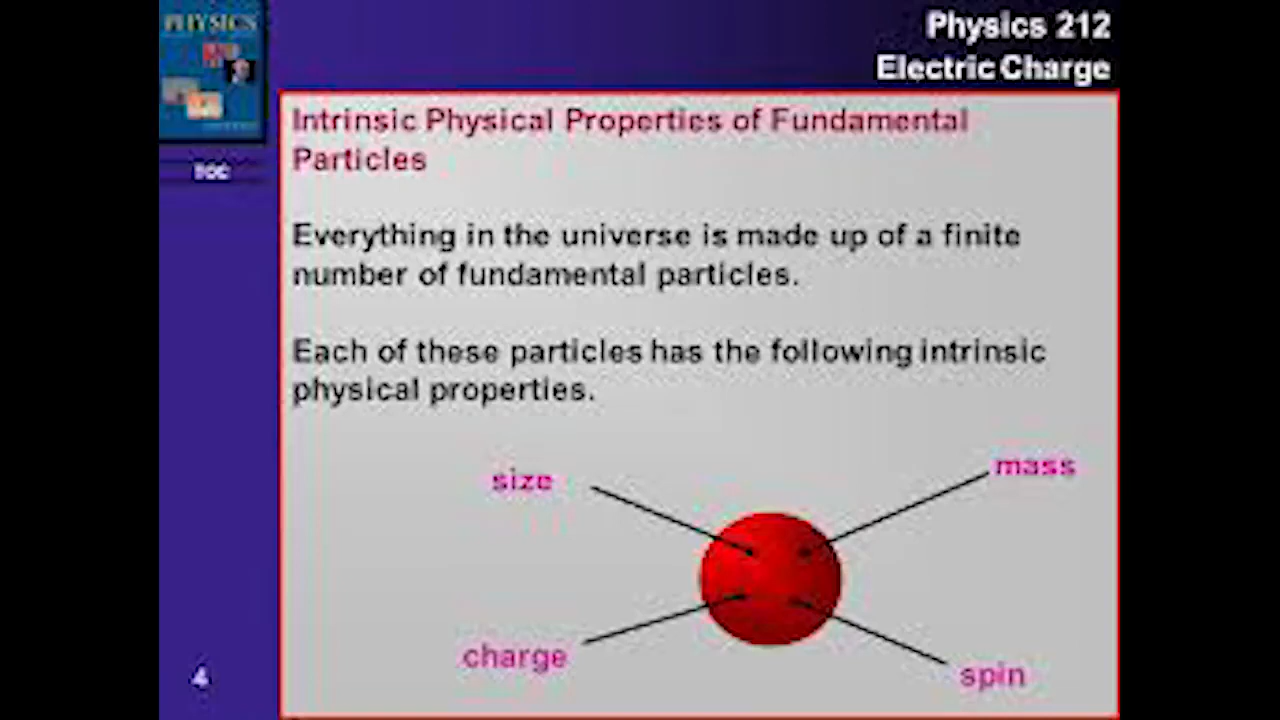 PHYSICS
Physics 212
Electric Charge
TOC
Intrinsic Physical Properties of Fundamental
Particles
Everything in the universe is made up of a finite
number of fundamental particles.
Each of these particles has the following intrinsic
physical properties.
size
mass
charge
spin
4